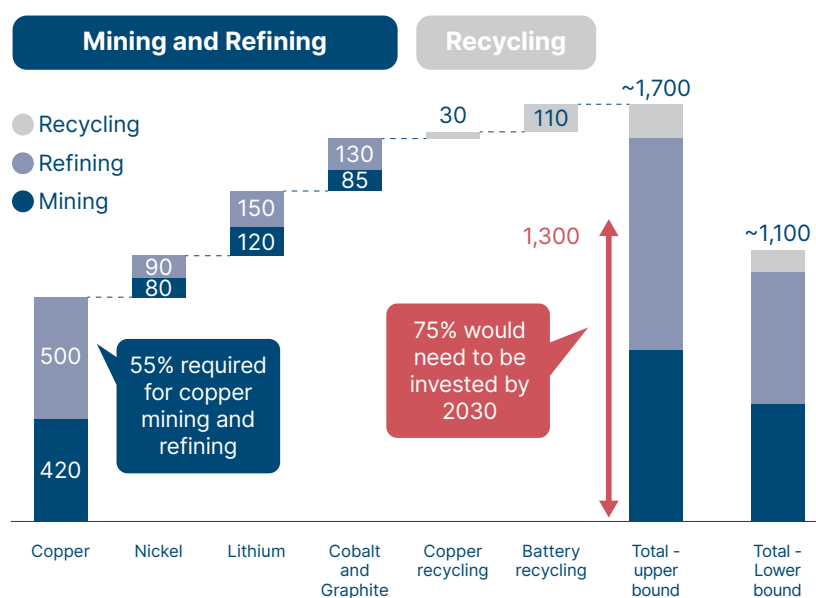 Mining and Refining
Recycling
Recycling
Refining
Mining
420
500
80
90
120
150
85
130
30
110
~1,700
~1,100
1,300
55% required
for copper
mining and
refining
75% would
need to be
invested by
2030
Copper
Nickel
Lithium
Cobalt
and
Graphite
Copper
recycling
Battery
recycling
Total -
upper
bound
Total -
Lower
bound